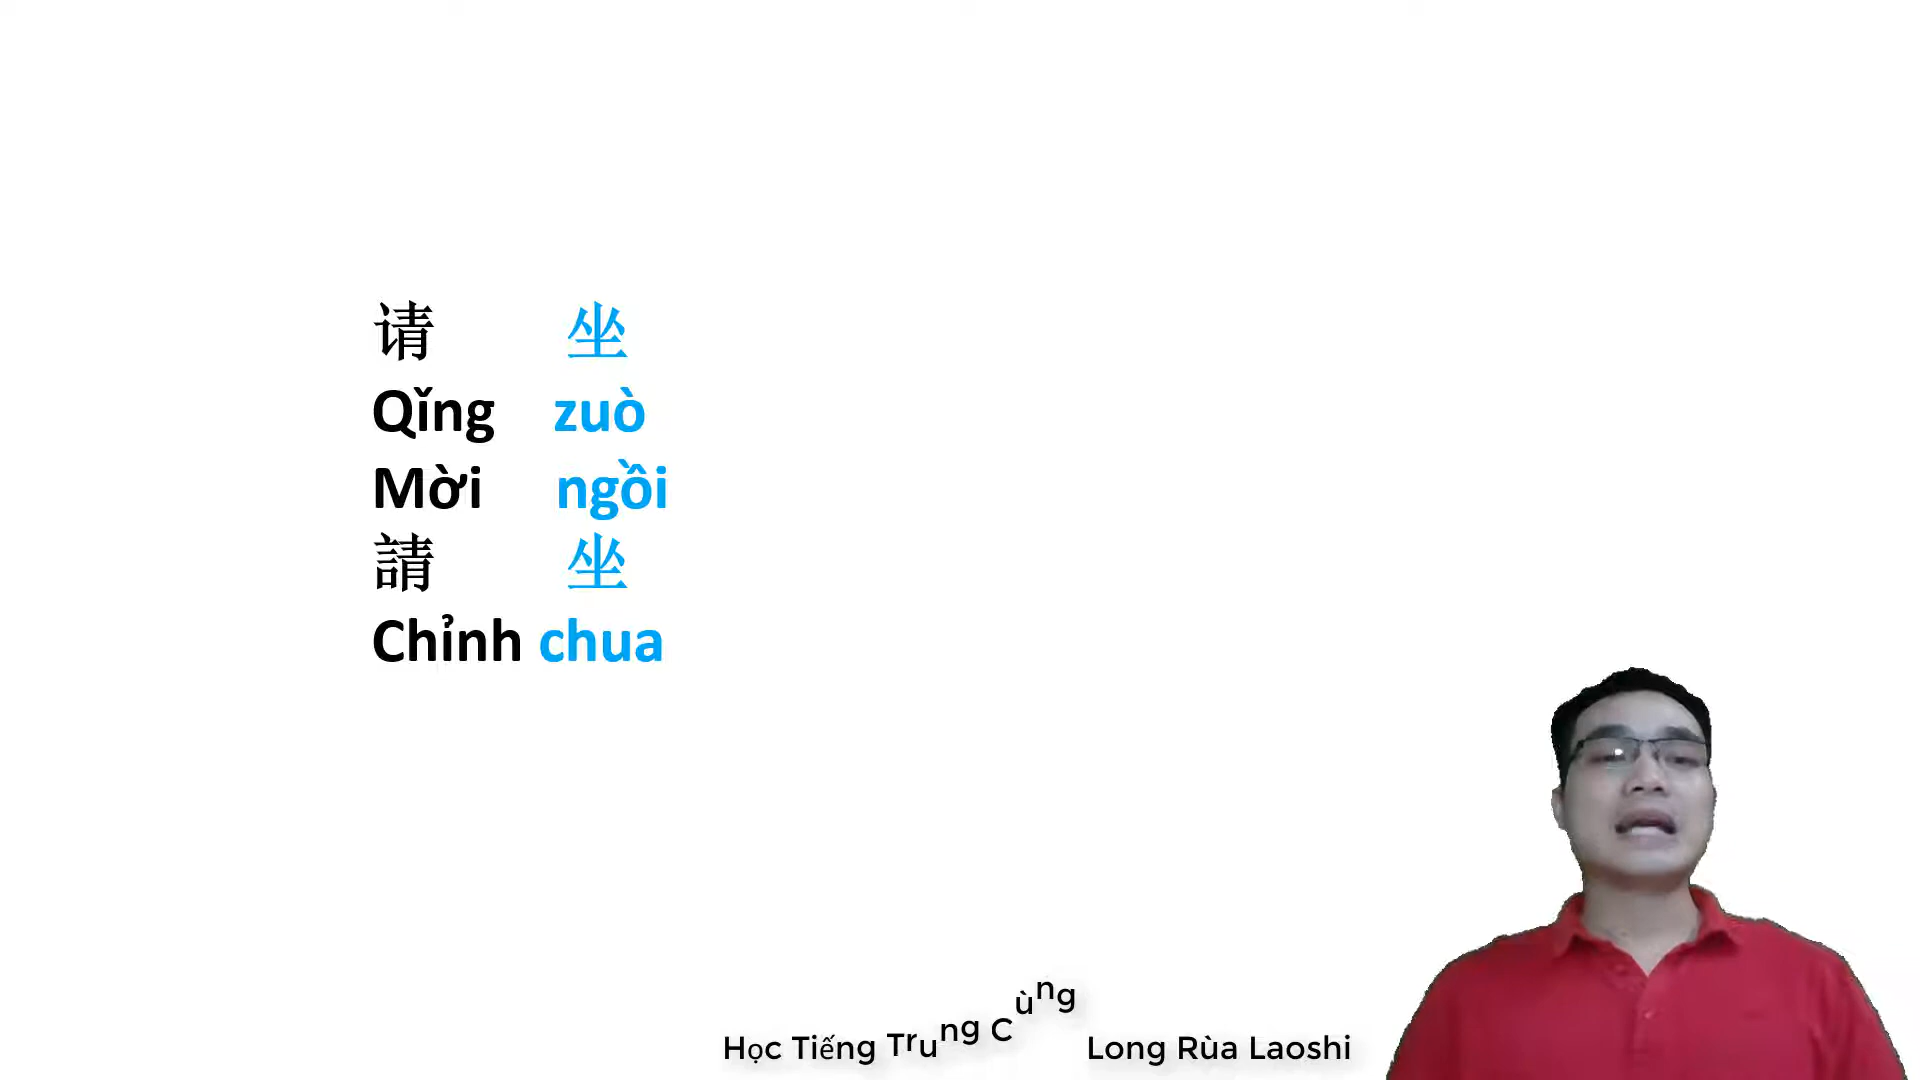 请 坐
Qǐng zuò
Mời ngồi
請 坐
Chỉnh chua
Học Tiếng Trung Cùng Long Rùa Laoshi